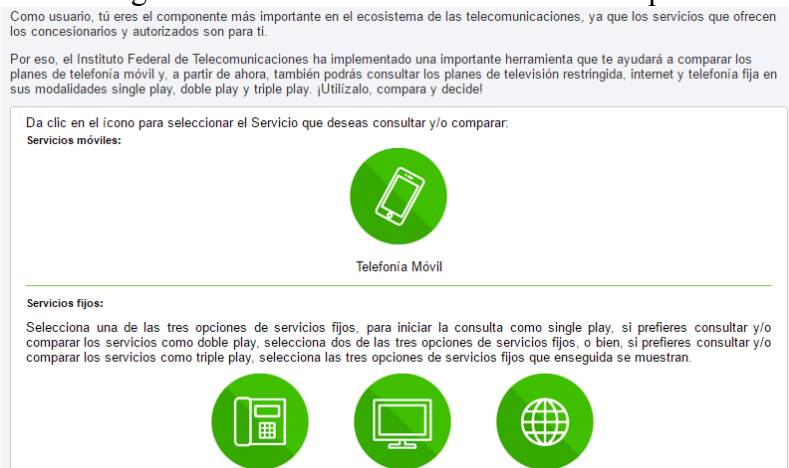 Como usuario, tú eres el componente más importante en el ecosistema de las telecomunicaciones, ya que los servicios que ofrecen
los concesionarios y autorizados son para ti.
Por eso, el Instituto Federal de Telecomunicaciones ha implementado una importante herramienta que te ayudará a comparar los
planes de telefonía móvil y, a partir de ahora, también podrás consultar los planes de televisión restringida, internet y telefonía fija en
sus modalidades single play, doble play y triple play. ¡Utilízalo, compara y decide!
Da clic en el ícono para seleccionar el Servicio que deseas consultar y/o comparar:
Servicios móviles:
Telefonía Móvil
Servicios fijos:
Selecciona una de las tres opciones de servicios fijos, para iniciar la consulta como single play, si prefieres consultar y/o
comparar los servicios como doble play, selecciona dos de las tres opciones de servicios fijos, o bien, si prefieres consultar y/o
comparar los servicios como triple play, selecciona las tres opciones de servicios fijos que enseguida se muestran.